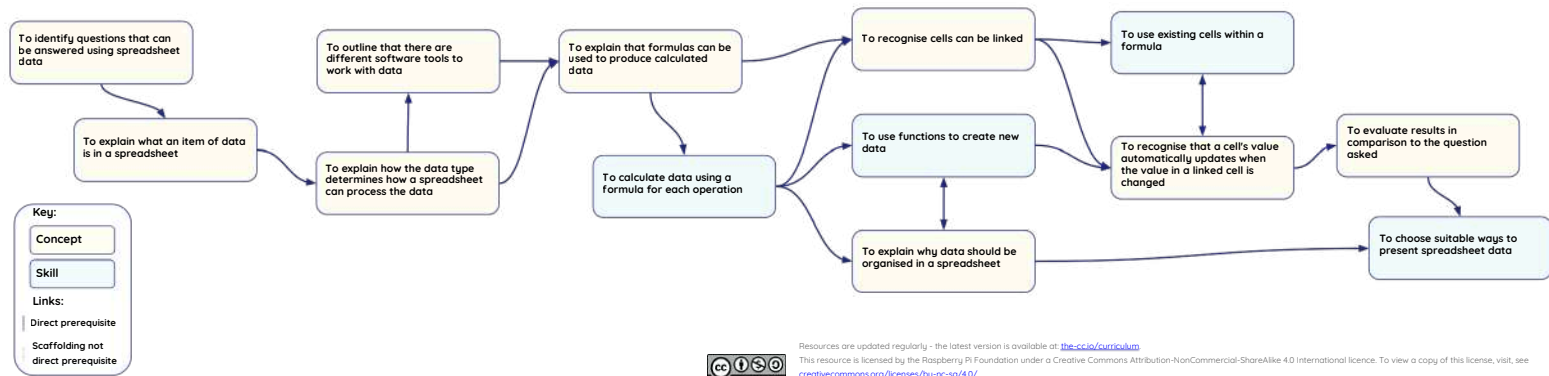 To identify questions that can
be answered using spreadsheet
data
To explain what an item of data
is in a spreadsheet
To outline that there are
different software tools to
work with data
To explain how the data type
determines how a spreadsheet
can process the data
To explain that formulas can be
used to produce calculated
data
To calculate data using a
formula for each operation
To recognise cells can be linked
To use functions to create new
data
To explain why data should be
organised in a spreadsheet
To use existing cells within a
formula
To recognise that a cell's value
automatically updates when
the value in a linked cell is
changed
To evaluate results in
comparison to the question
asked
To choose suitable ways to
present spreadsheet data
Key:
Concept
Skill
Links:
Direct prerequisite
Scaffolding not
direct prerequisite
cc
Resources are updated regularly - the latest version is available at: the-cc.io/curriculum.
This resource is licensed by the Raspberry Pi Foundation under a Creative Commons Attribution-NonCommercial-ShareAlike 4.0 International licence. To view a copy of this license, visit, see
creativecommons.org/licenses/by-nc-sa/4.0/